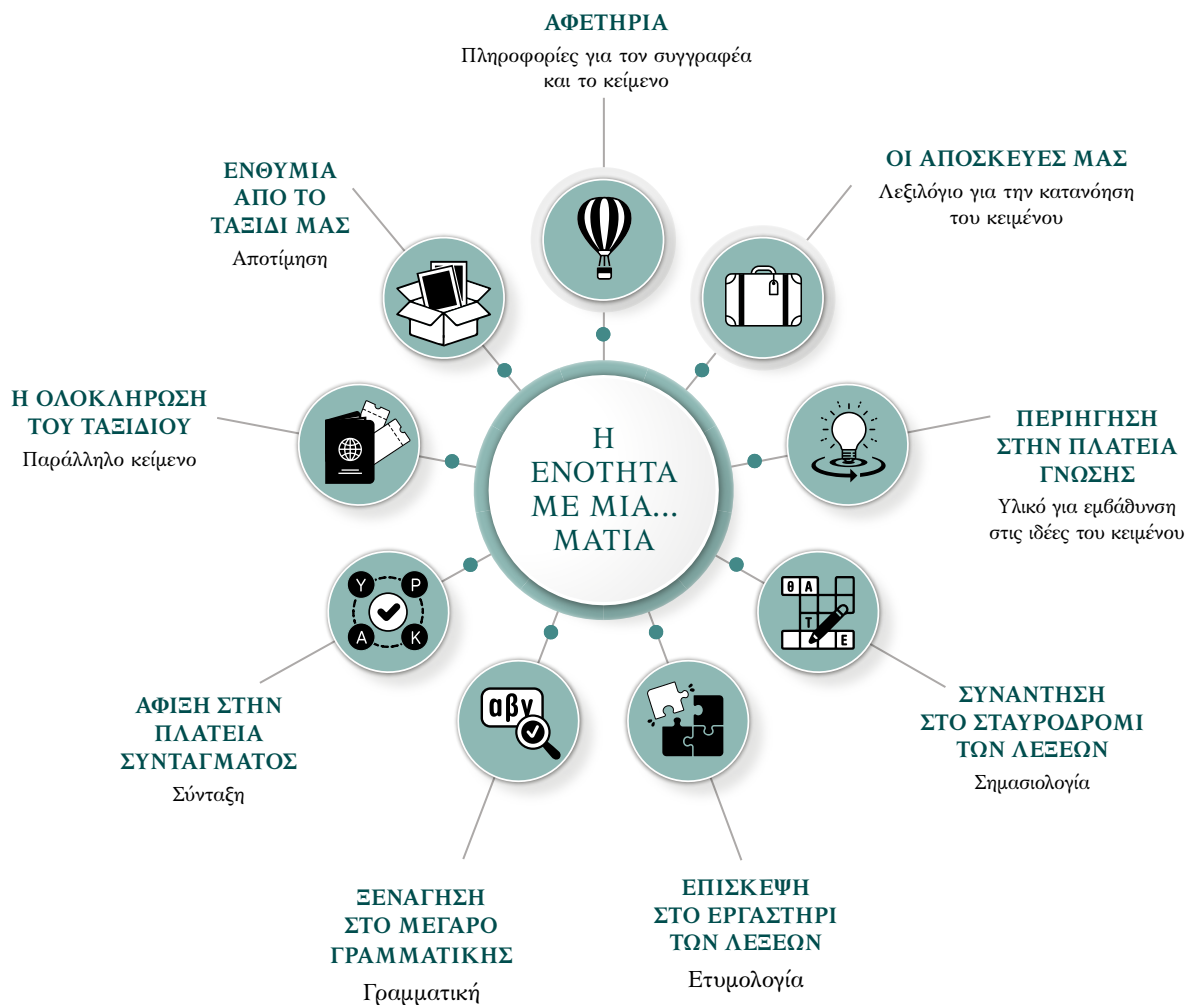 ΑΦΕΤΗΡΙΑ
Πληροφορίες για τον συγγραφέα
και το κείμενο
ΟΙ ΑΠΟΣΚΕΥΕΣ ΜΑΣ
Λεξιλόγιο για την κατανόηση
του κειμένου
ΠΕΡΙΗΓΗΣΗ
ΣΤΗΝ ΠΛΑΤΕΙΑ
ΓΝΩΣΗΣ
Υλικό για εμβάθυνση
στις ιδέες του κειμένου
ΣΥΝΑΝΤΗΣΗ
ΣΤΟ ΣΤΑΥΡΟΔΡΟΜΙ
ΤΩΝ ΛΕΞΕΩΝ
Σημασιολογία
ΕΠΙΣΚΕΨΗ
ΣΤΟ ΕΡΓΑΣΤΗΡΙ
ΤΩΝ ΛΕΞΕΩΝ
Ετυμολογία
ΞΕΝΑΓΗΣΗ
ΣΤΟ ΜΕΓΑΡΟ
ΓΡΑΜΜΑΤΙΚΗΣ
Γραμματική
ΑΦΙΞΗ ΣΤΗΝ
ΠΛΑΤΕΙΑ
ΣΥΝΤΑΓΜΑΤΟΣ
Σύνταξη
Η ΟΛΟΚΛΗΡΩΣΗ
ΤΟΥ ΤΑΞΙΔΙΟΥ
Παράλληλο κείμενο
ΕΝΘΥΜΙΑ
ΑΠΟ ΤΟ
ΤΑΞΙΔΙ ΜΑΣ
Αποτίμηση
Η
ΕΝΟΤΗΤΑ
ΜΕ ΜΙΑ...
ΜΑΤΙΑ
θ Α
Τ
Ε
αβγ
Υ Ρ
Α Κ